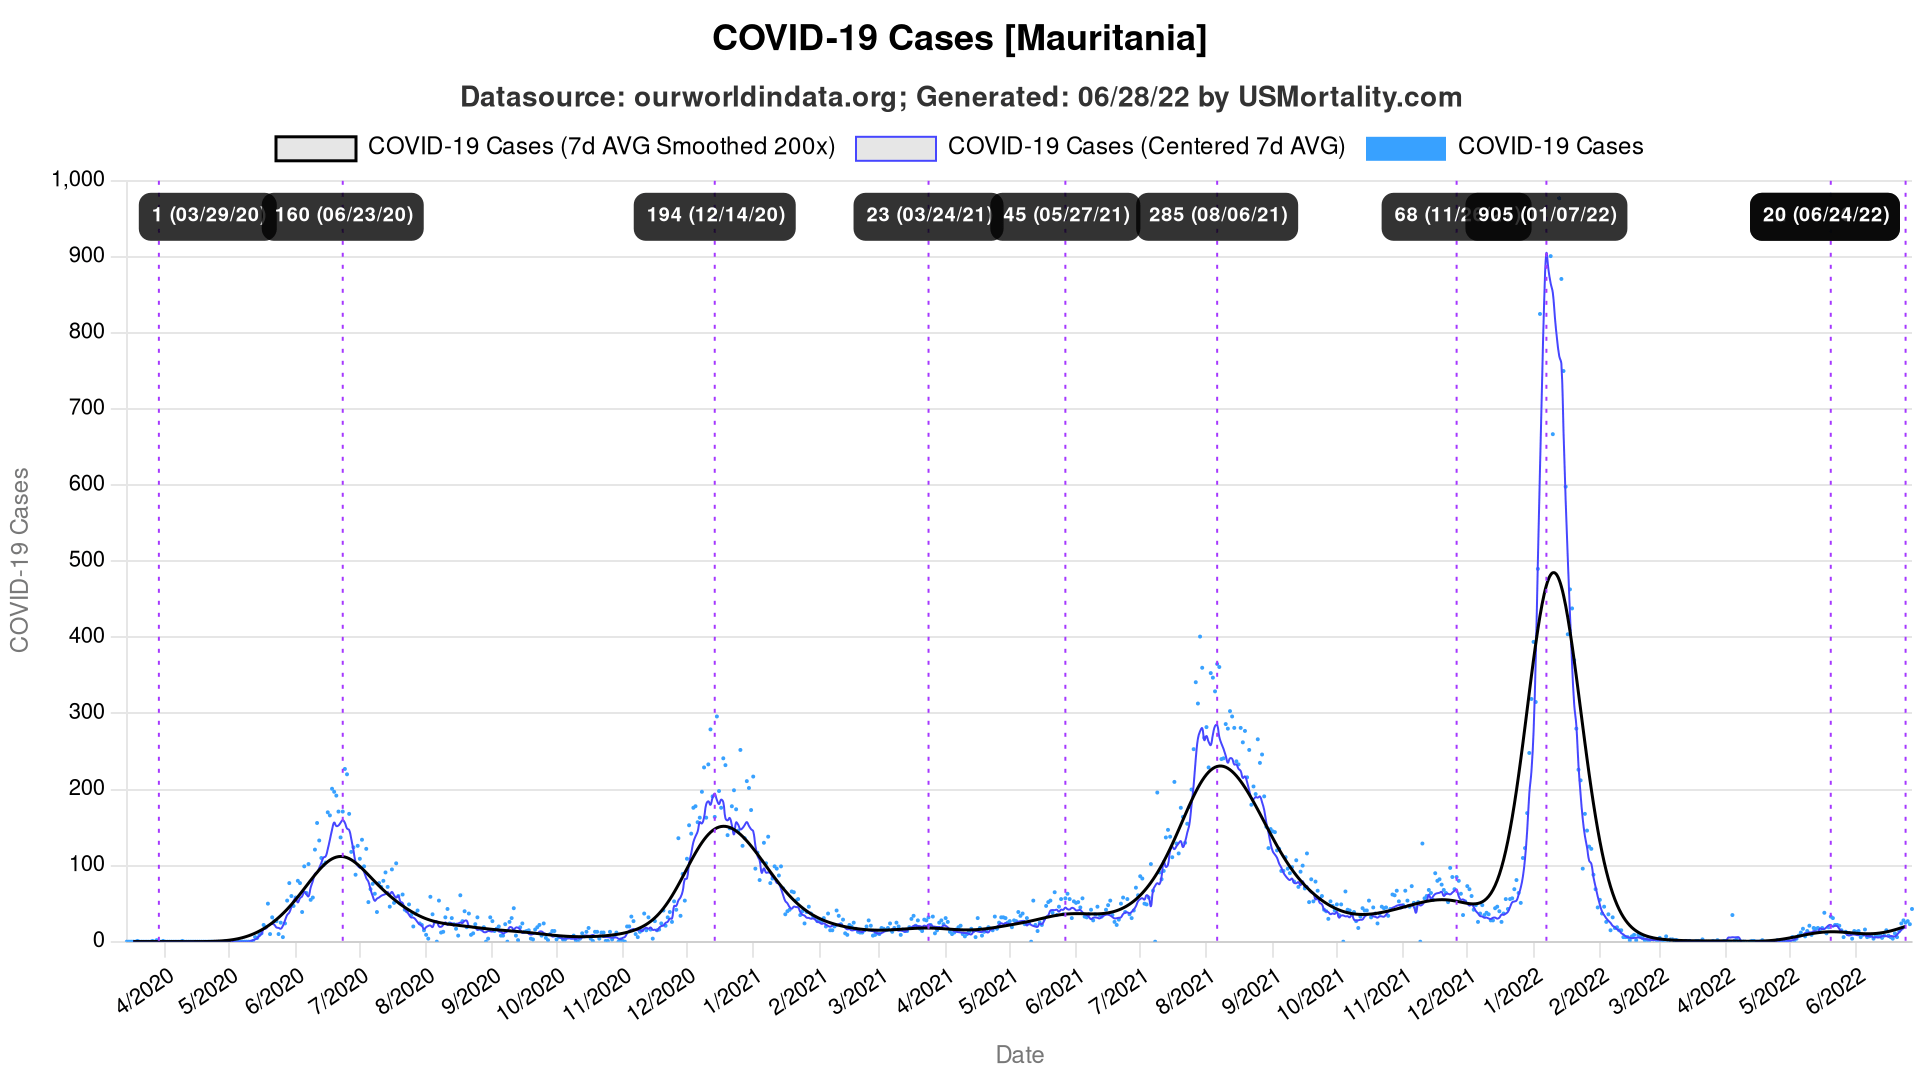 COVID-19 Cases [Mauritania]
Datasource: ourworldindata.org; Generated: 06/28/22 by USMortality.com
COVID-19 Cases (7d AVG Smoothed 200x) COVID-19 Cases (Centered 7d AVG) COVID-19 Cases
1 (03/29/20) 160 (06/23/20) 194 (12/14/20) 23 (03/24/21) 45 (05/27/21) 285 (08/06/21) 68 905 (01/07/22) 20 (06/24/22)
1,000
900
800
700
600
500
400
300
200
100
0
COVID-19 Cases
4/2020 5/2020 6/2020 7/2020 8/2020 9/2020 10/2020 11/2020 12/2020 1/2021 2/2021 3/2021 4/2021 5/2021 6/2021 7/2021 8/2021 9/2021 10/2021 11/2021 12/2021 1/2022 2/2022 3/2022 4/2022 5/2022 6/2022
Date